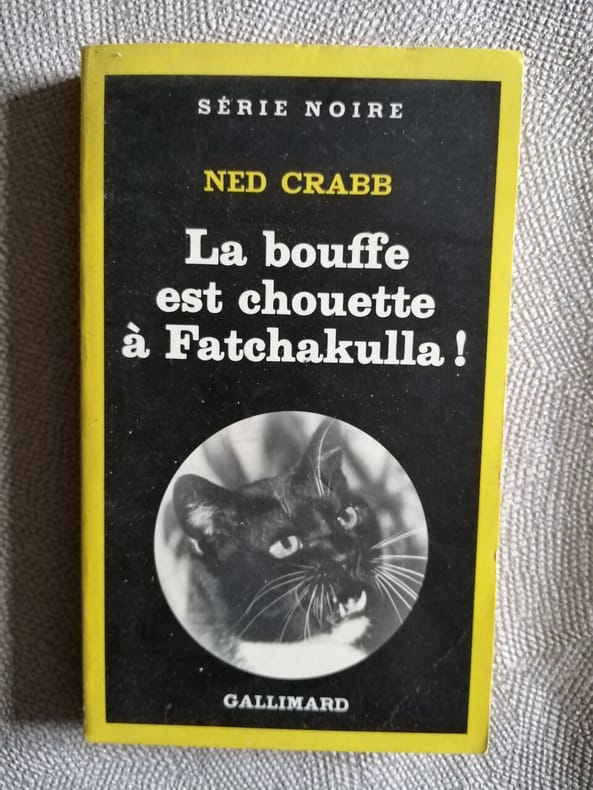 SÉRIE NOIRE
NED CRABB
La bouffe
est chouette
à Fatchakulla !
GALLIMARD